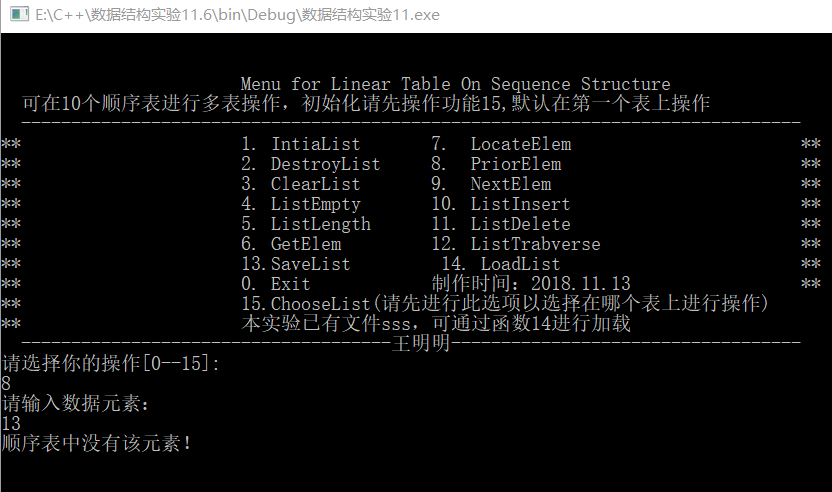 E:\C++\数据结构实验11.6\bin\Debug\数据结构实验11.exe
Menu for Linear Table On Sequence Structure
可在10个顺序表进行多表操作，初始化请先操作功能15,默认在第一个表上操作
--------------------------------------------------------------------------------
** 1. IntiaList 7. LocateElem **
** 2. DestroyList 8. PriorElem **
** 3. ClearList 9. NextElem **
** 4. ListEmpty 10. ListInsert **
** 5. ListLength 11. ListDelete **
** 6. GetElem 12. ListTrabverse **
** 13.SaveList 14. LoadList **
** 0. Exit 制作时间：2018.11.13 **
** 15.ChooseList(请先进行此选项以选择在哪个表上进行操作)
** 本实验已有文件sss，可通过函数14进行加载
-------------------------------------王明明-----------------------------------
请选择你的操作[0--15]:
8
请输入数据元素：
13
顺序表中没有该元素！